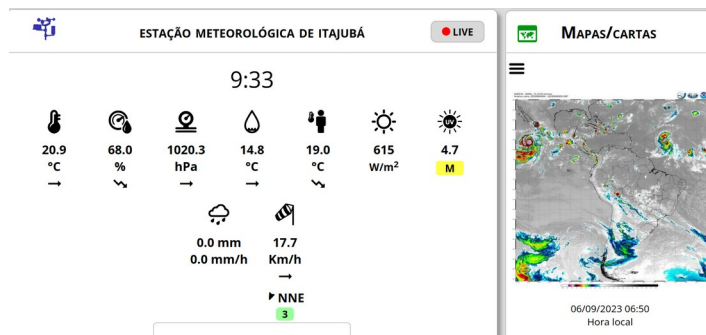 ESTAÇÃO METEOROLÓGICA DE ITAJUBÁ
LIVE
9:33
20.9 68.0 1020.3 14.8 19.0 615 4.7
°C % hPa °C °C W/m² M
UV
0.0 mm 17.7
0.0 mm/h Km/h
NNE
3
MAPAS/CARTAS
06/09/2023 06:50
Hora local